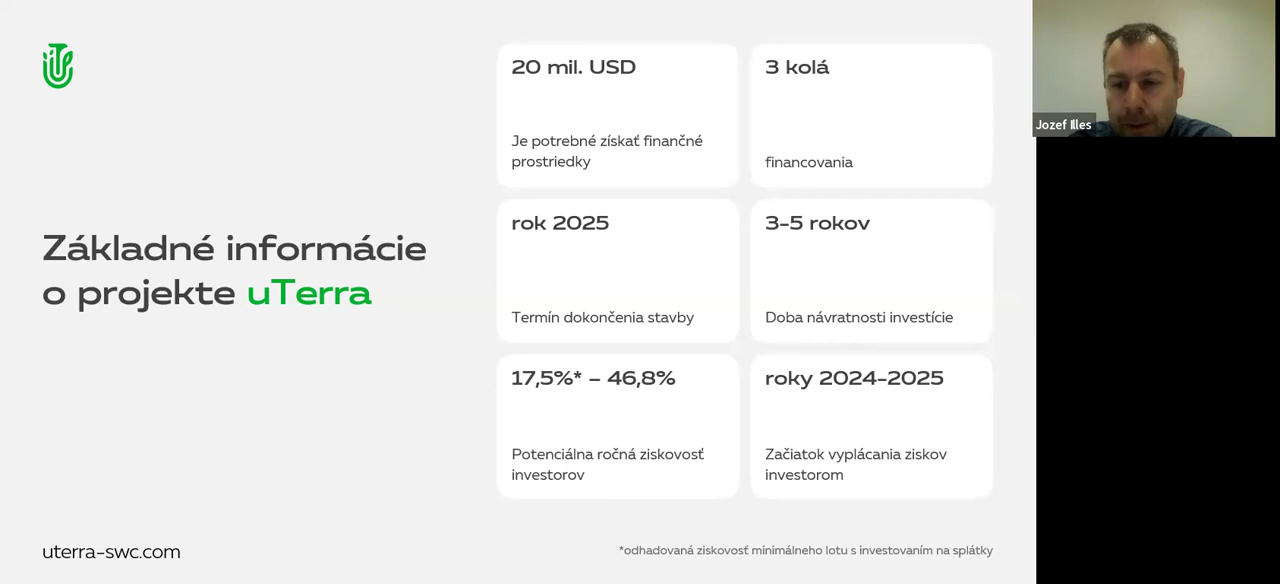 20 mil. USD
Je potrebné získať finančné
prostriedky
3 kolá
financovania
Jozef Illes
rok 2025
Termín dokončenia stavby
3-5 rokov
Doba návratnosti investície
Základné informácie
o projekte uTerra
17,5%* – 46,8%
Potenciálna ročná ziskovosť
investorov
roky 2024-2025
Začiatok vyplácania ziskov
investorom
uterra-swc.com
*odhadovaná ziskovosť minimálneho lotu s investovaním na splátky